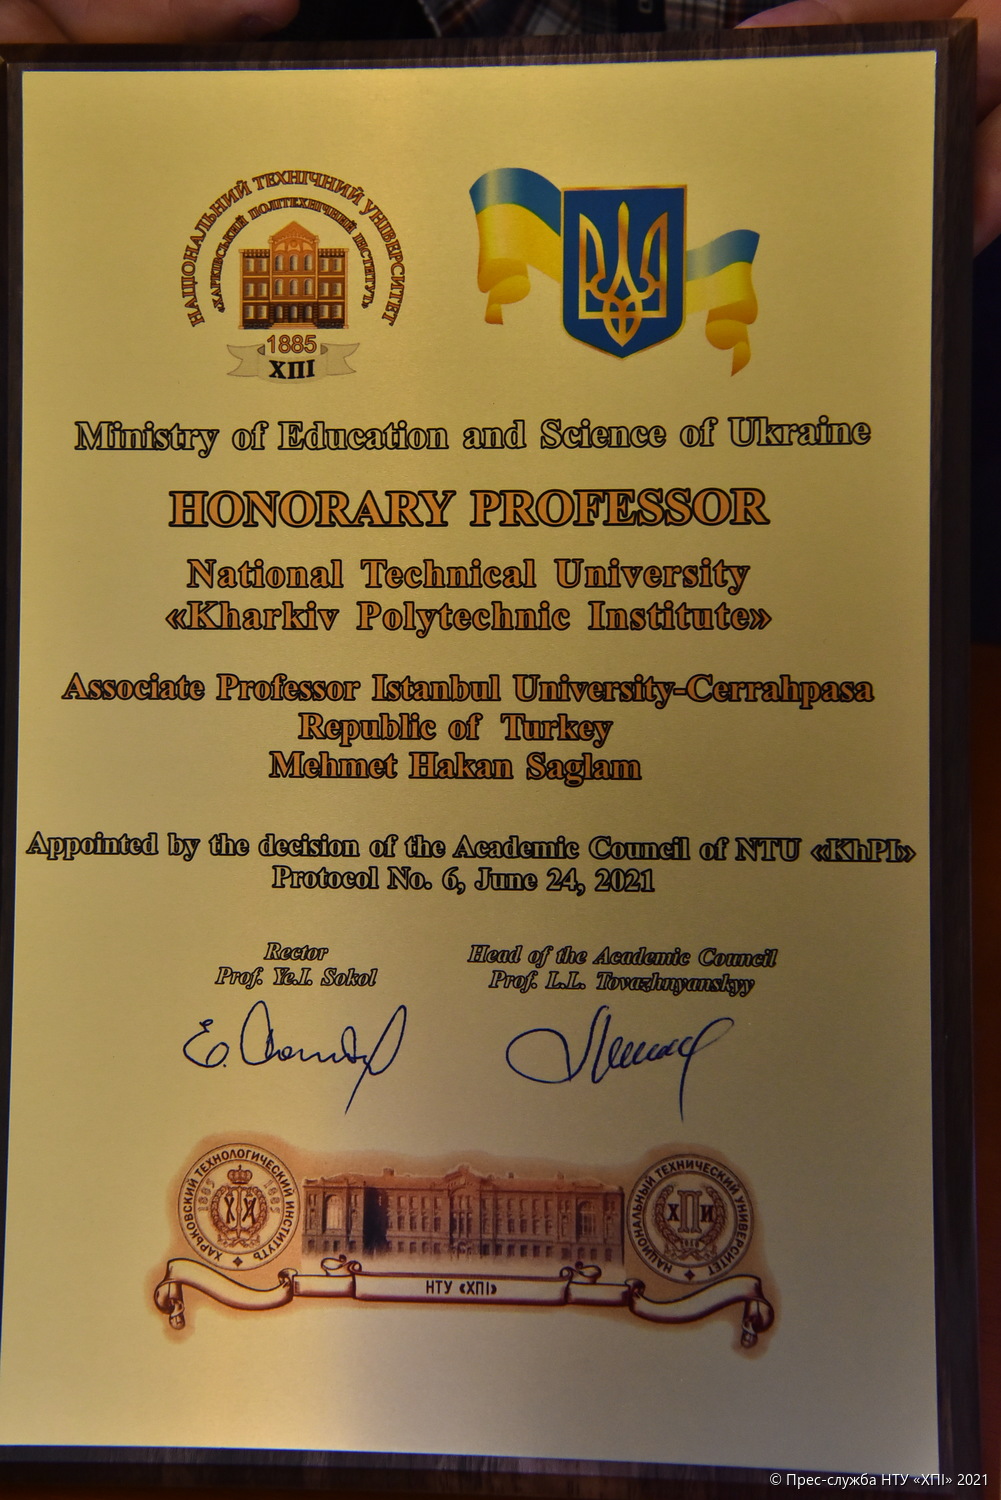 НАЦІОНАЛЬНИЙ ТЕХНІЧНИЙ УНІВЕРСИТЕТ
«ХАРКІВСЬКИЙ ПОЛІТЕХНІЧНИЙ ІНСТИТУТ»
1885
ХПІ
Ministry of Education and Science of Ukraine
HONORARY PROFESSOR
National Technical University
«Kharkiv Polytechnic Institute»
Associate Professor Istanbul University-Cerrahpasa
Republic of Turkey
Mehmet Hakan Saglam
Appointed by the decision of the Academic Council of NTU «KhPI»
Protocol No. 6, June 24, 2021
Rector
Prof. Ye.I. Sokol
Head of the Academic Council
Prof. L.L. Tovazhnyanskyy
ХАРЬКОВСКИЙ ТЕХНОЛОГИЧЕСКИЙ ИНСТИТУТЪ
1885
НАЦИОНАЛЬНЫЙ ТЕХНИЧЕСКИЙ УНИВЕРСИТЕТ
ХПИ
НТУ «ХПІ»
© Прес-служба НТУ «ХПІ» 2021